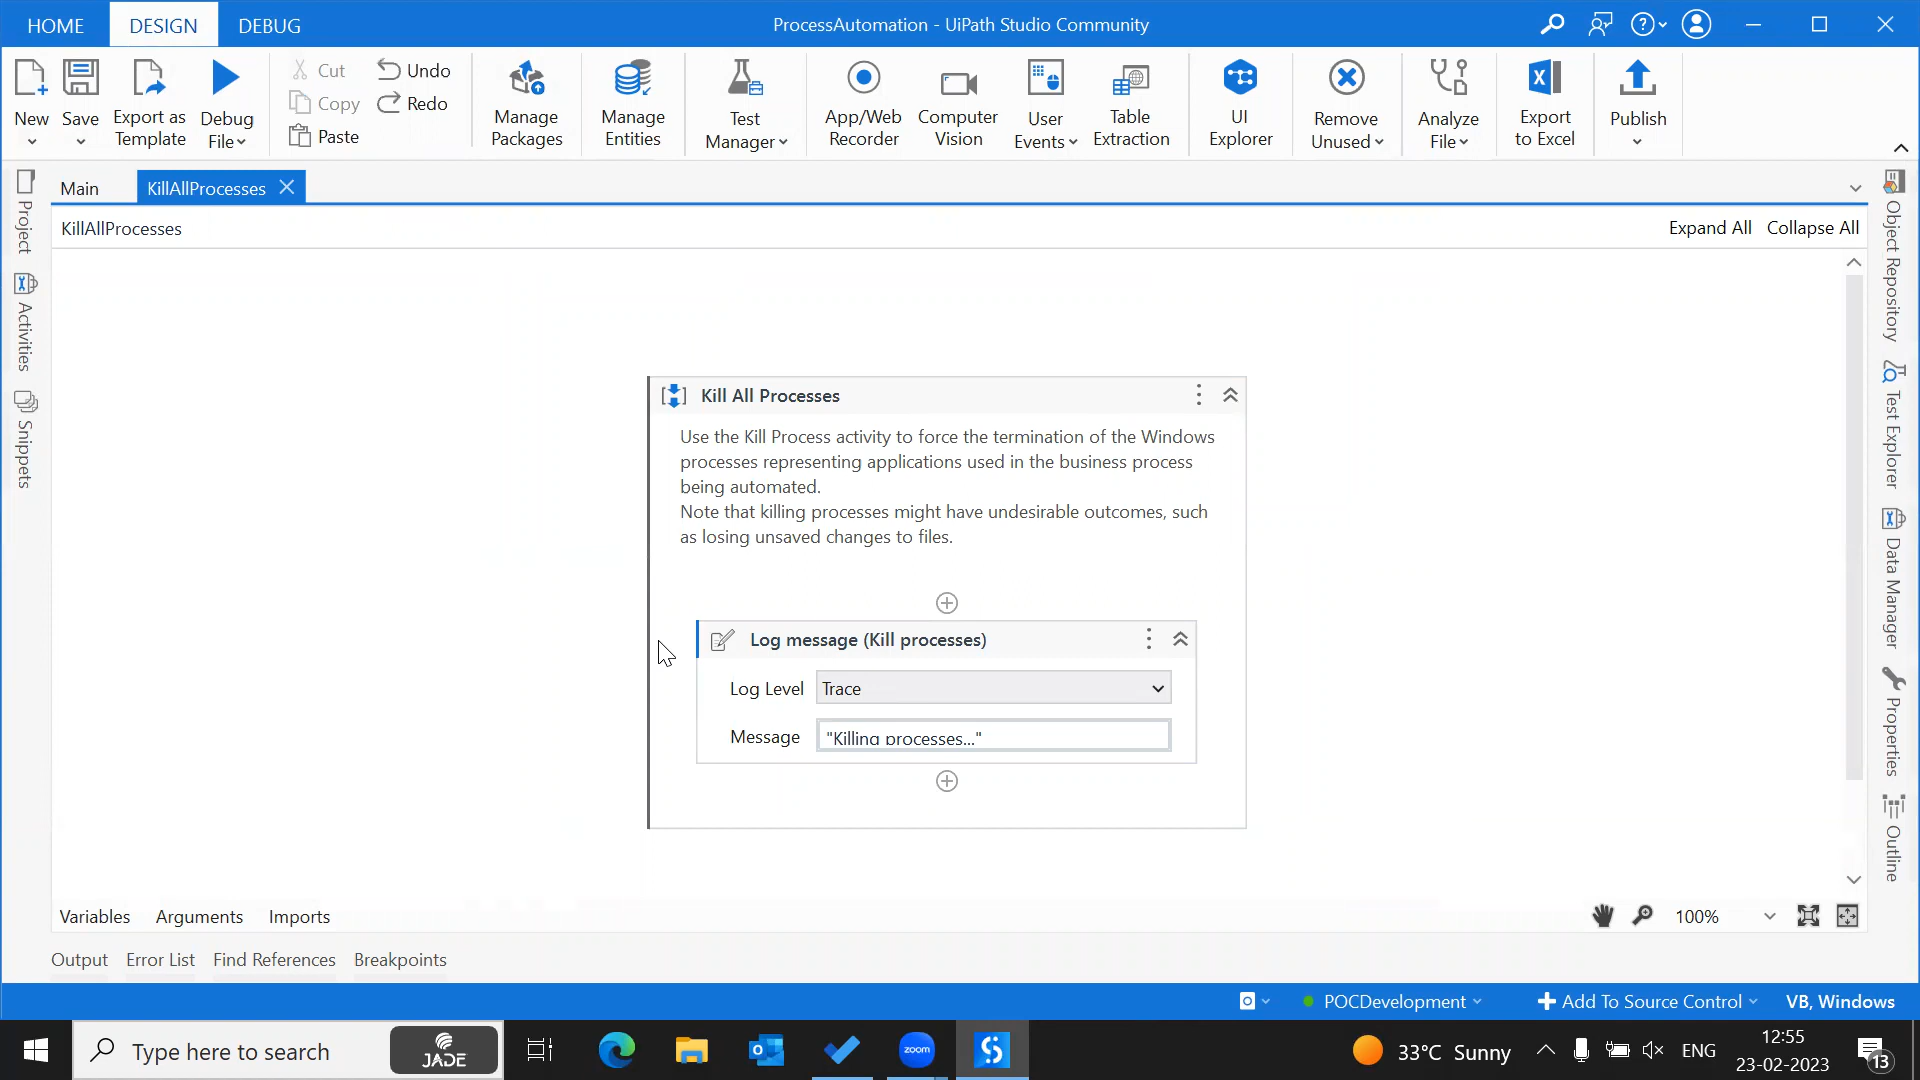 HOME DESIGN DEBUG
ProcessAutomation - UiPath Studio Community
New
Save
Export as
Template
Debug
File
Cut
Copy
Paste
Undo
Redo
Manage
Packages
Manage
Entities
Test
Manager
App/Web
Recorder
Computer
Vision
User
Events
Table
Extraction
UI
Explorer
Remove
Unused
Analyze
File
Export
to Excel
Publish
Main
KillAllProcesses
KillAllProcesses
Expand All Collapse All
Project
Activities
Snippets
Kill All Processes
Use the Kill Process activity to force the termination of the Windows
processes representing applications used in the business process
being automated.
Note that killing processes might have undesirable outcomes, such
as losing unsaved changes to files.
Log message (Kill processes)
Log Level Trace
Message "Killing processes..."
Object Repository
Test Explorer
Data Manager
Properties
Outline
Variables Arguments Imports
100%
Output Error List Find References Breakpoints
POCDevelopment
Add To Source Control
VB, Windows
Type here to search
JADE
zoom
33°C Sunny
ENG
12:55
23-02-2023
13